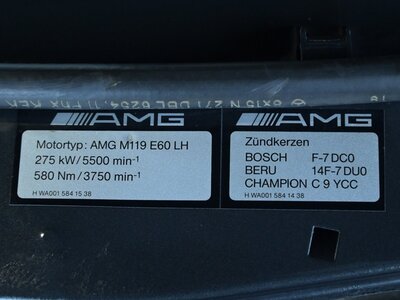 AMG
Motortyp: AMG M119 E60 LH
275 kW/5500 min-1
580 Nm/3750 min-1
H WA001 584 15 38
AMG
Zündkerzen
BOSCH F-7 DC0
BERU 14F-7 DU0
CHAMPION C 9 YCC
H WA001 584 14 38